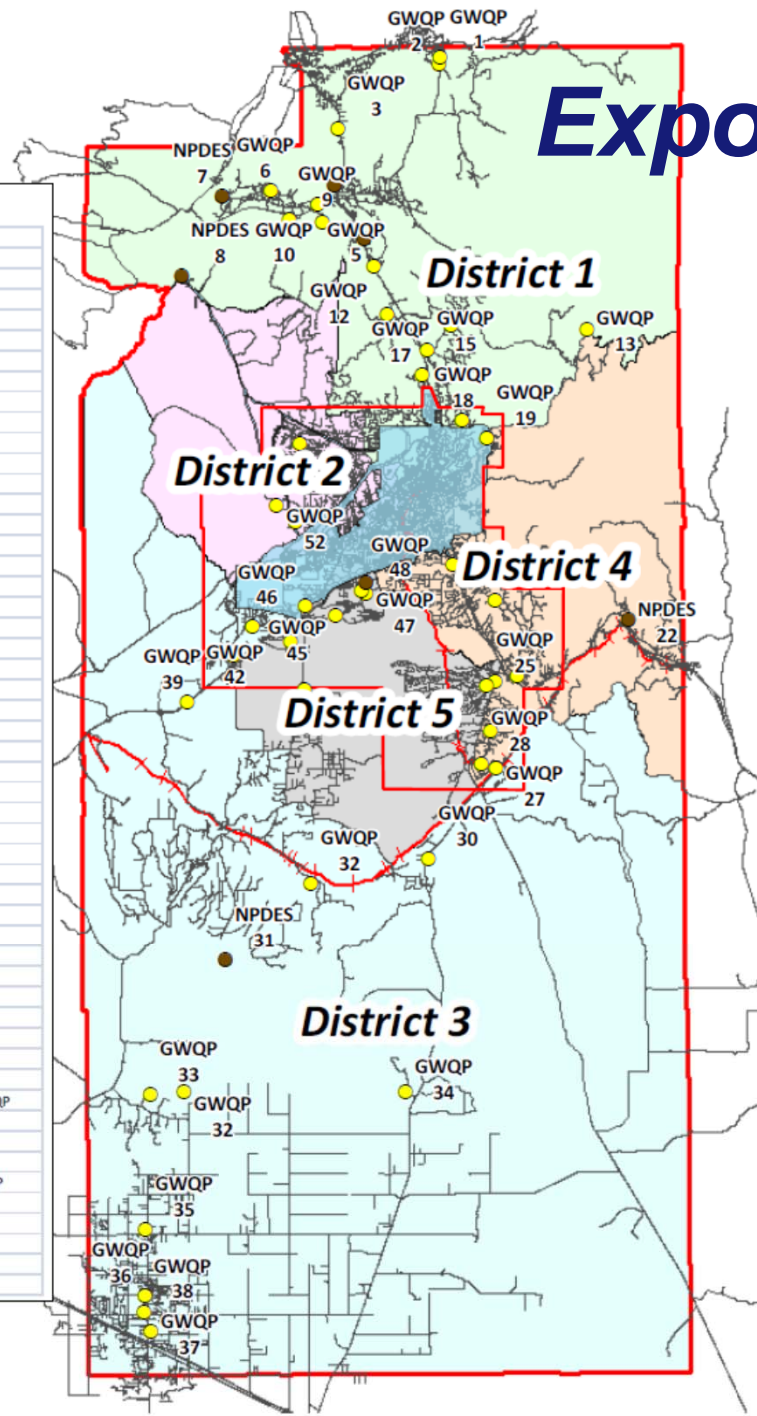 GWQP GWQP
2 1
Expo
GWQP
3
NPDES GWQP
7 6
GWQP
9
NPDES GWQP GWQP
8 10 5
District 1
GWQP
12
GWQP
17
GWQP
15
GWQP
13
GWQP
18
GWQP
19
District 2
GWQP
52
GWQP
48
District 4
GWQP
46
GWQP
47
NPDES
22
GWQP
45
GWQP
42
GWQP
39
GWQP
25
District 5
GWQP
28
GWQP
27
GWQP
30
GWQP
32
NPDES
31
District 3
GWQP
33
GWQP
32
GWQP
34
GWQP
35
GWQP
36
GWQP
38
GWQP
37